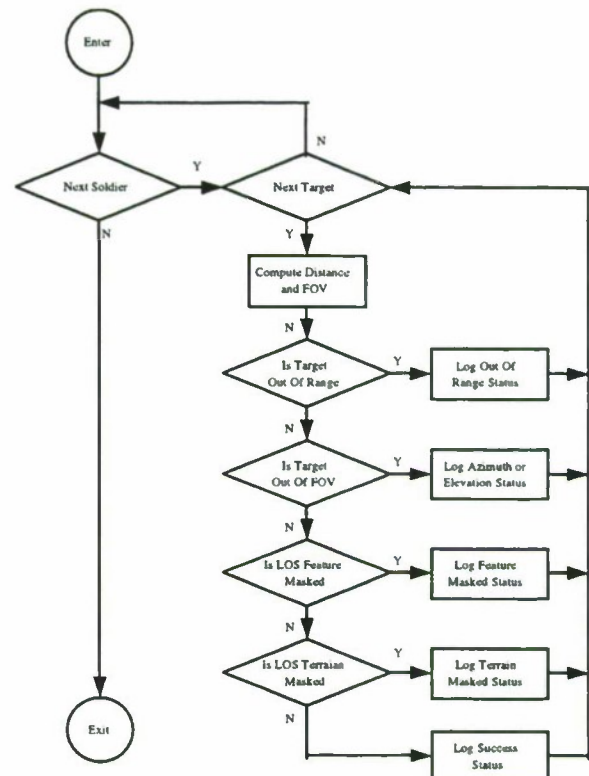 Enter
N
Next Soldier
Y
Next Target
N
Y
Compute Distance
and FOV
N
Is Target
Out Of Range
Y
Log Out Of
Range Status
N
Is Target
Out Of FOV
Y
Log Azimuth or
Elevation Status
N
Is LOS Feature
Masked
Y
Log Feature
Masked Status
N
Is LOS Terraian
Masked
Y
Log Terrain
Masked Status
N
Exit
Log Success
Status